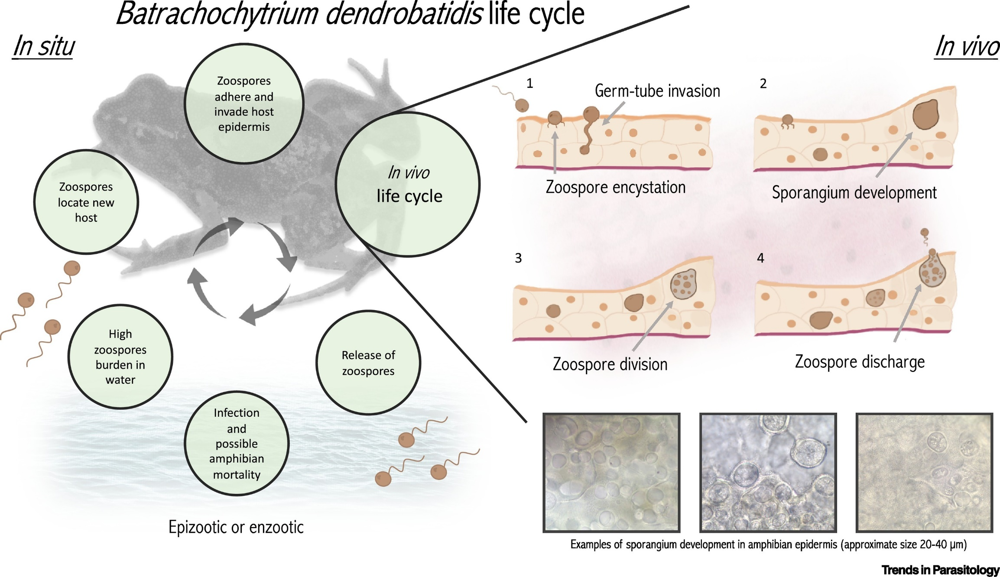 Batrachochytrium dendrobatidis life cycle
In situ
Zoospores
adhere and
invade host
epidermis
Zoospores
locate new
host
In vivo
life cycle
High
zoospores
burden in
water
Release of
zoospores
Infection
and
possible
amphibian
mortality
Epizootic or enzootic
In vivo
1
Germ-tube invasion
Zoospore encystation
2
Sporangium development
3
Zoospore division
4
Zoospore discharge
Examples of sporangium development in amphibian epidermis (approximate size 20-40 μm)
Trends in Parasitology